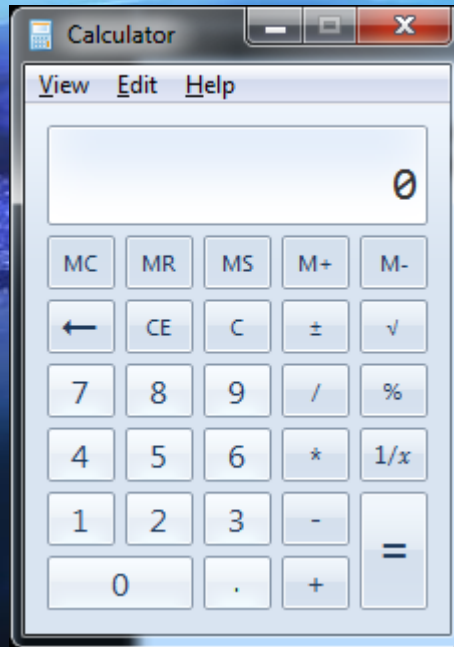 Calculator
View Edit Help
0
MC MR MS M+ M-
← CE C ± √
7 8 9 / %
4 5 6 * 1/x
1 2 3 - =
0 . +